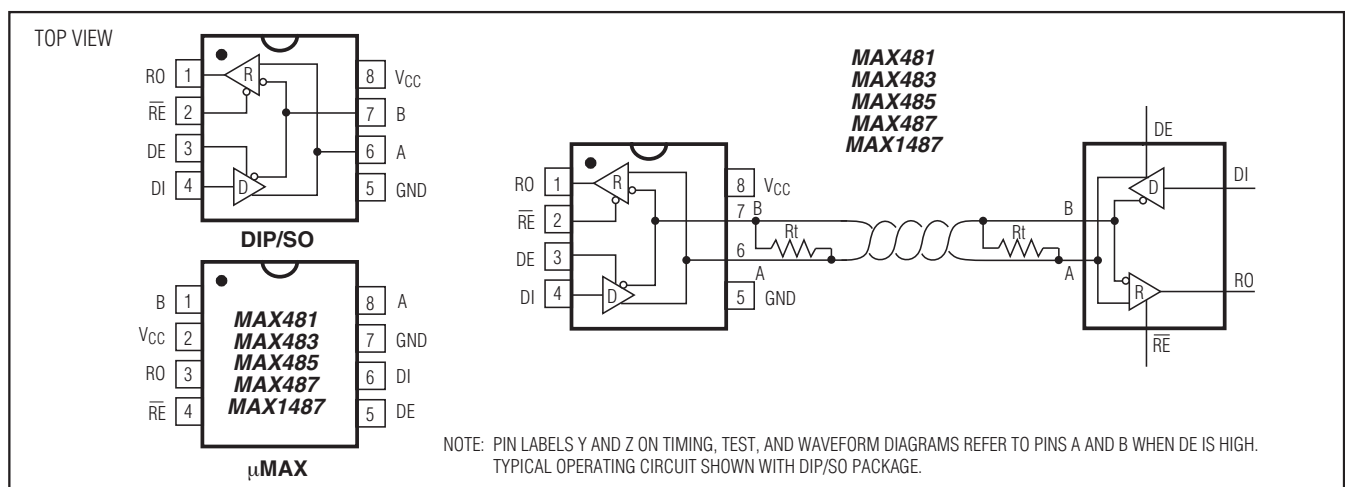 TOP VIEW
RO 1
RE 2
DE 3
DI 4
R
D
8 VCC
7 B
6 A
5 GND
DIP/SO
B 1
VCC 2
RO 3
RE 4
MAX481
MAX483
MAX485
MAX487
MAX1487
8 A
7 GND
6 DI
5 DE
μMAX
MAX481
MAX483
MAX485
MAX487
MAX1487
RO 1
RE 2
DE 3
DI 4
R
D
8 VCC
7 B
6
A
5 GND
Rt
Rt
B
A
DE
D
DI
R
RO
RE
NOTE: PIN LABELS Y AND Z ON TIMING, TEST, AND WAVEFORM DIAGRAMS REFER TO PINS A AND B WHEN DE IS HIGH.
TYPICAL OPERATING CIRCUIT SHOWN WITH DIP/SO PACKAGE.